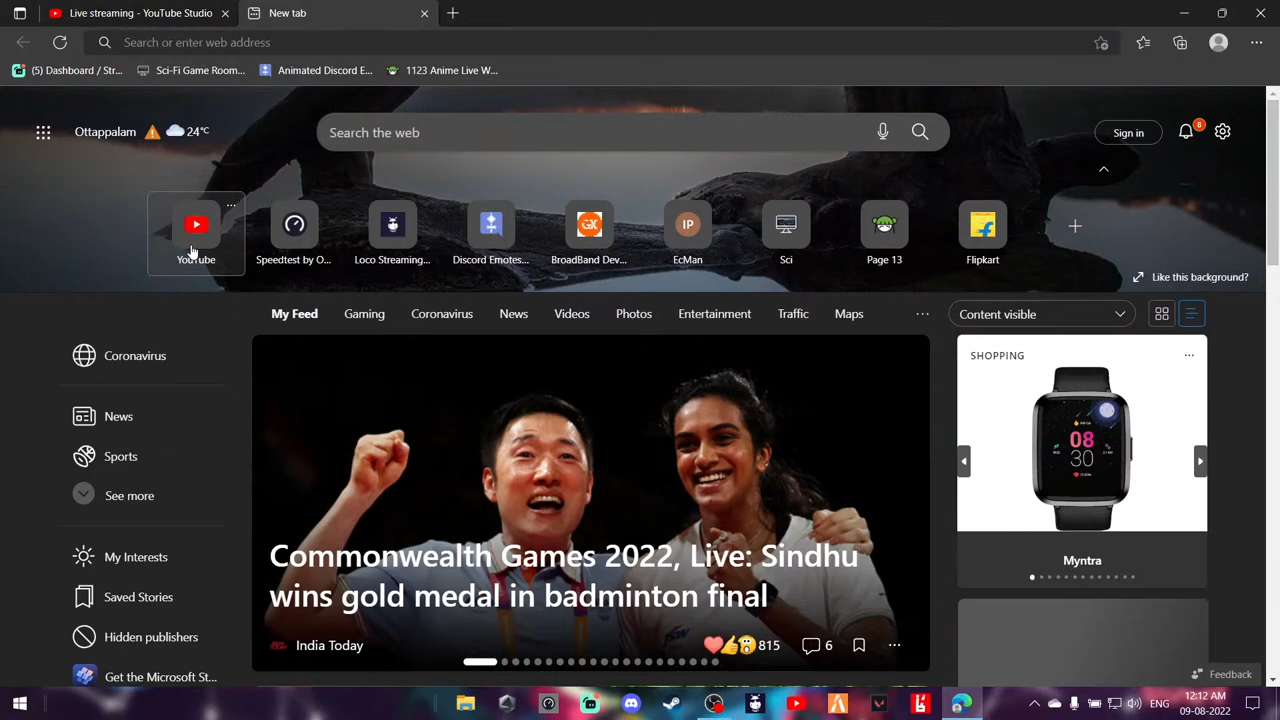 Live streaming - YouTube Studio
New tab
Search or enter web address
(5) Dashboard / Str...
Sci-Fi Game Room...
Animated Discord E...
1123 Anime Live W...
Ottappalam 24°C
Search the web
Sign in
8
YouTube
Speedtest by O...
Loco Streaming...
Discord Emotes...
GX
BroadBand Dev...
IP
EcMan
Sci
Page 13
Flipkart
Like this background?
My Feed
Gaming
Coronavirus
News
Videos
Photos
Entertainment
Traffic
Maps
Content visible
Coronavirus
News
Sports
See more
My Interests
Saved Stories
Hidden publishers
Get the Microsoft St...
Commonwealth Games 2022, Live: Sindhu
wins gold medal in badminton final
India Today
815
6
SHOPPING
08
30
Myntra
Feedback
ENG
12:12 AM
09-08-2022